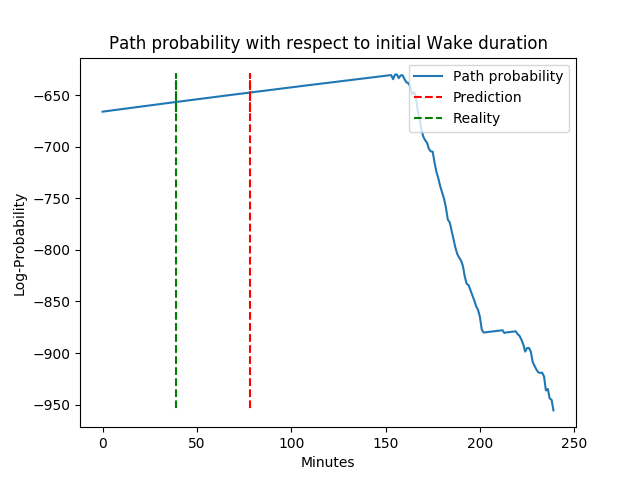 Path probability with respect to initial Wake duration
Path probability
Prediction
Reality
Log-Probability
−650
−700
−750
−800
−850
−900
−950
0 50 100 150 200 250
Minutes